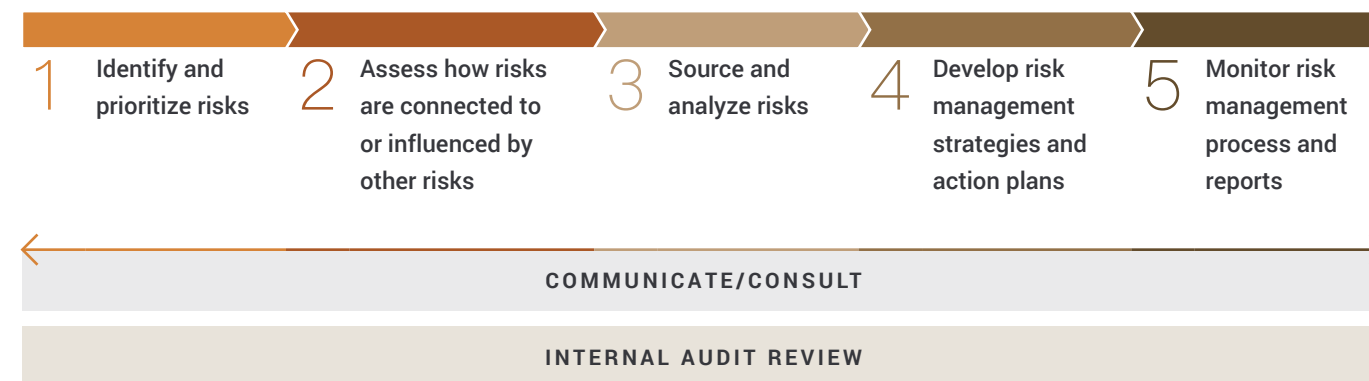 1
Identify and
prioritize risks
2
Assess how risks
are connected to
or influenced by
other risks
3
Source and
analyze risks
4
Develop risk
management
strategies and
action plans
5
Monitor risk
management
process and
reports
COMMUNICATE/CONSULT
INTERNAL AUDIT REVIEW